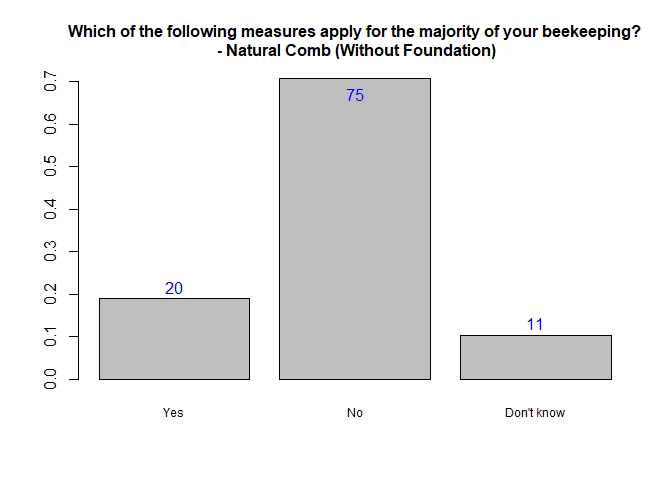 Which of the following measures apply for the majority of your beekeeping?
- Natural Comb (Without Foundation)
0.7
0.6
0.5
0.4
0.3
0.2
0.1
0.0
20
75
11
Yes
No
Don't know